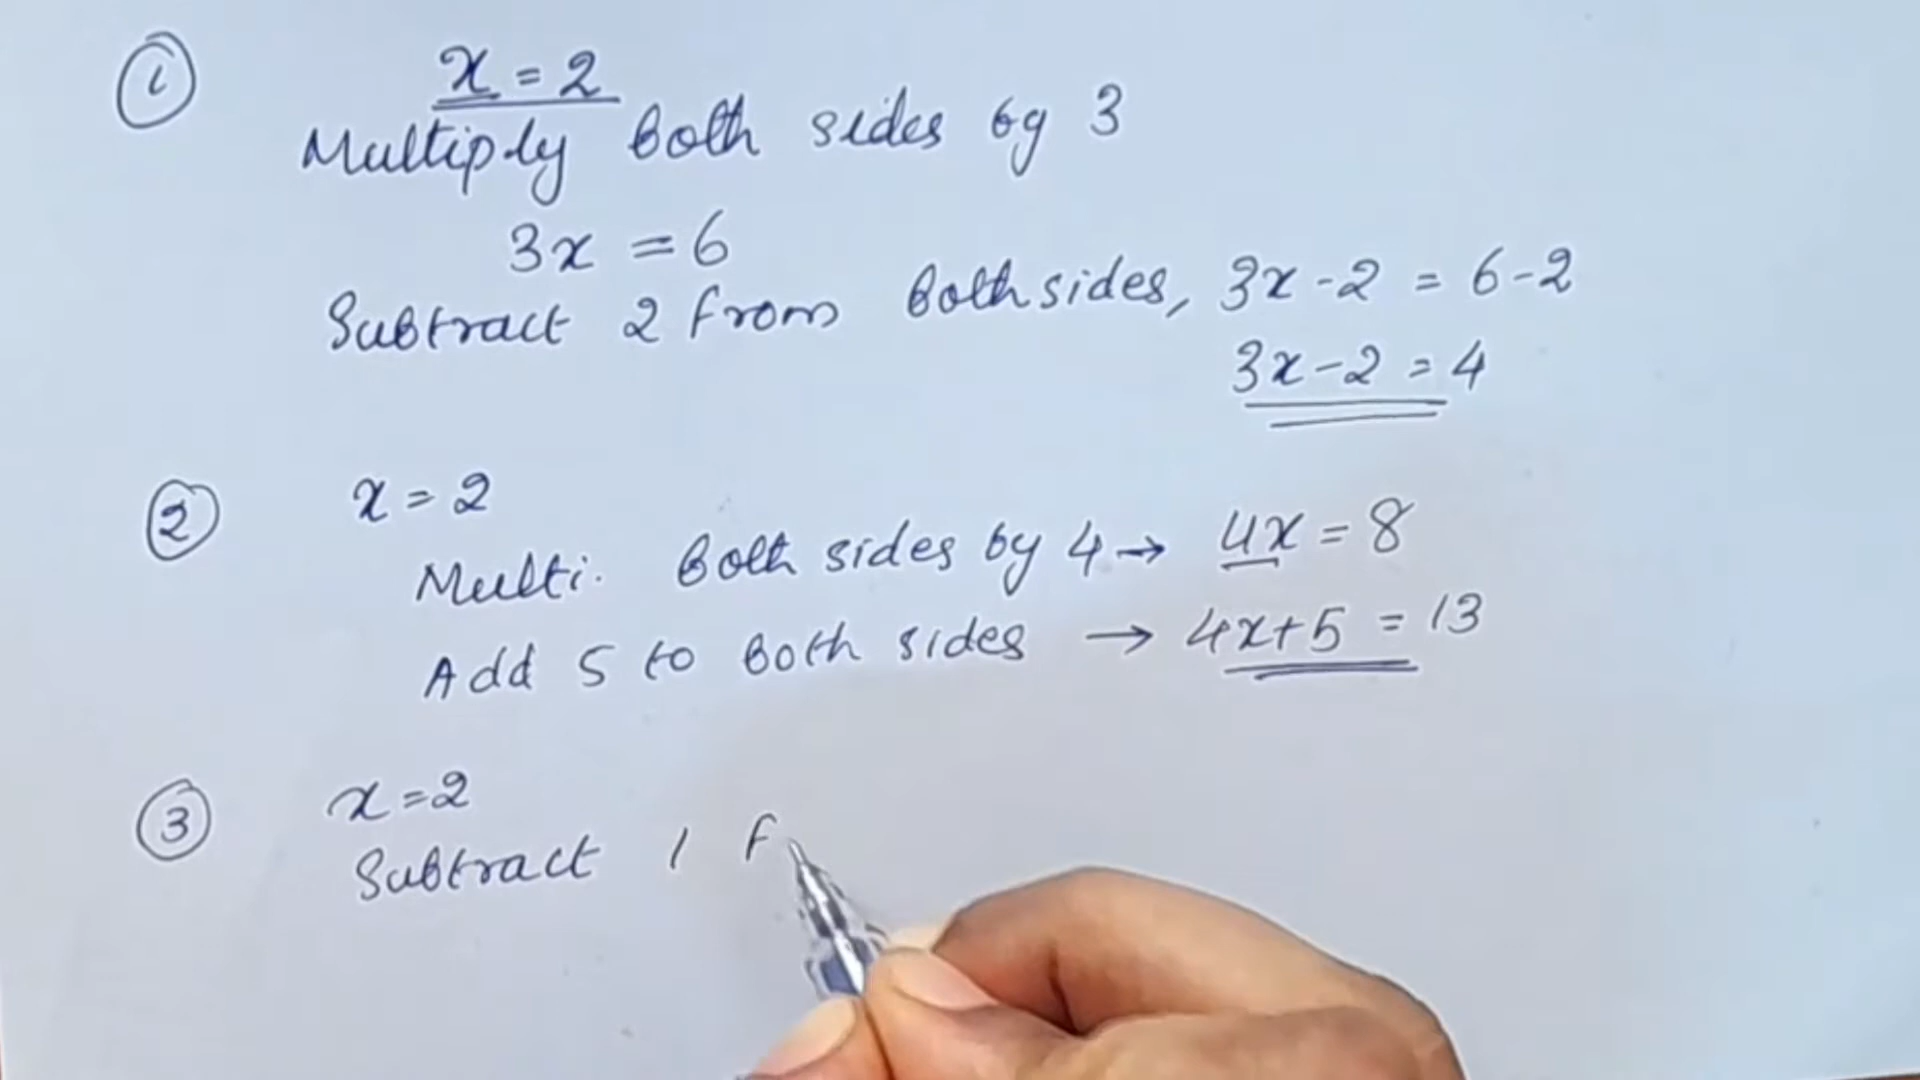 1
x = 2
Multiply both sides by 3
3x = 6
Subtract 2 from both sides, 3x - 2 = 6 - 2
3x - 2 = 4
2
x = 2
Multi. both sides by 4 → 4x = 8
Add 5 to both sides → 4x + 5 = 13
3
x = 2
Subtract 1 F